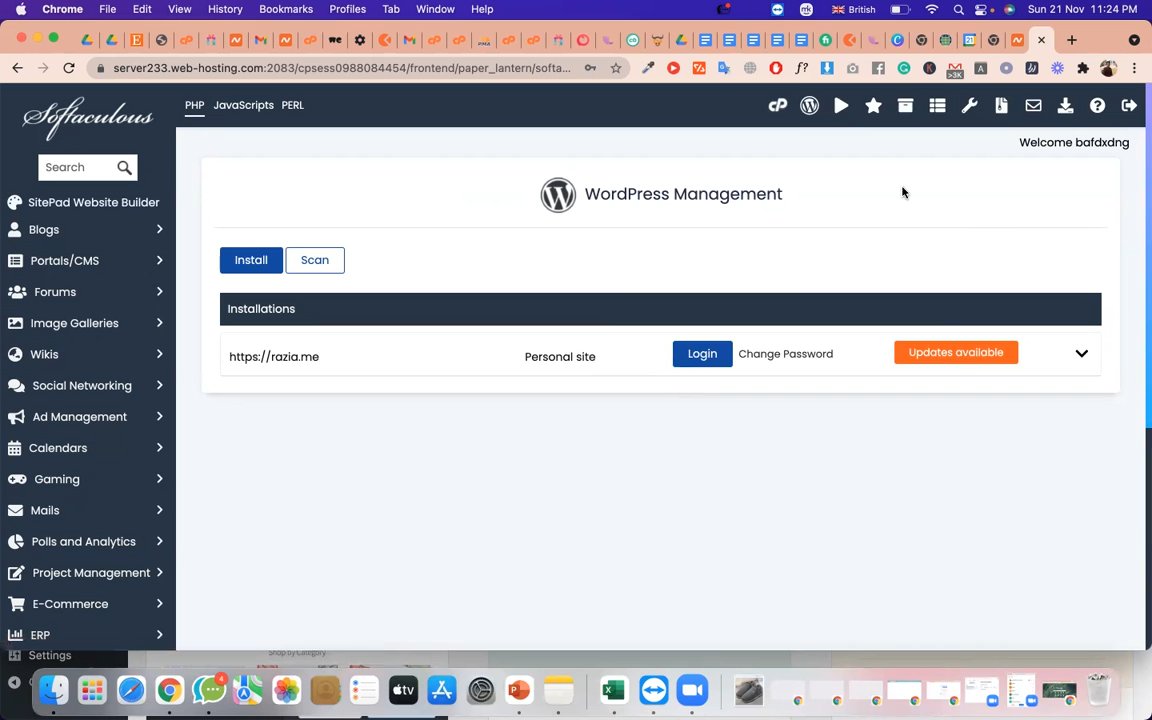 Chrome File Edit View History Bookmarks Profiles Tab Window Help British Sun 21 Nov 11:24 PM
server233.web-hosting.com:2083/cpsess0988084454/frontend/paper_lantern/softa...
Softaculous
PHP JavaScripts PERL
Welcome bafdxdng
Search
SitePad Website Builder
Blogs
Portals/CMS
Forums
Image Galleries
Wikis
Social Networking
Ad Management
Calendars
Gaming
Mails
Polls and Analytics
Project Management
E-Commerce
ERP
Settings
WordPress Management
Install Scan
Installations
https://razia.me Personal site Login Change Password Updates available
Shop by Category